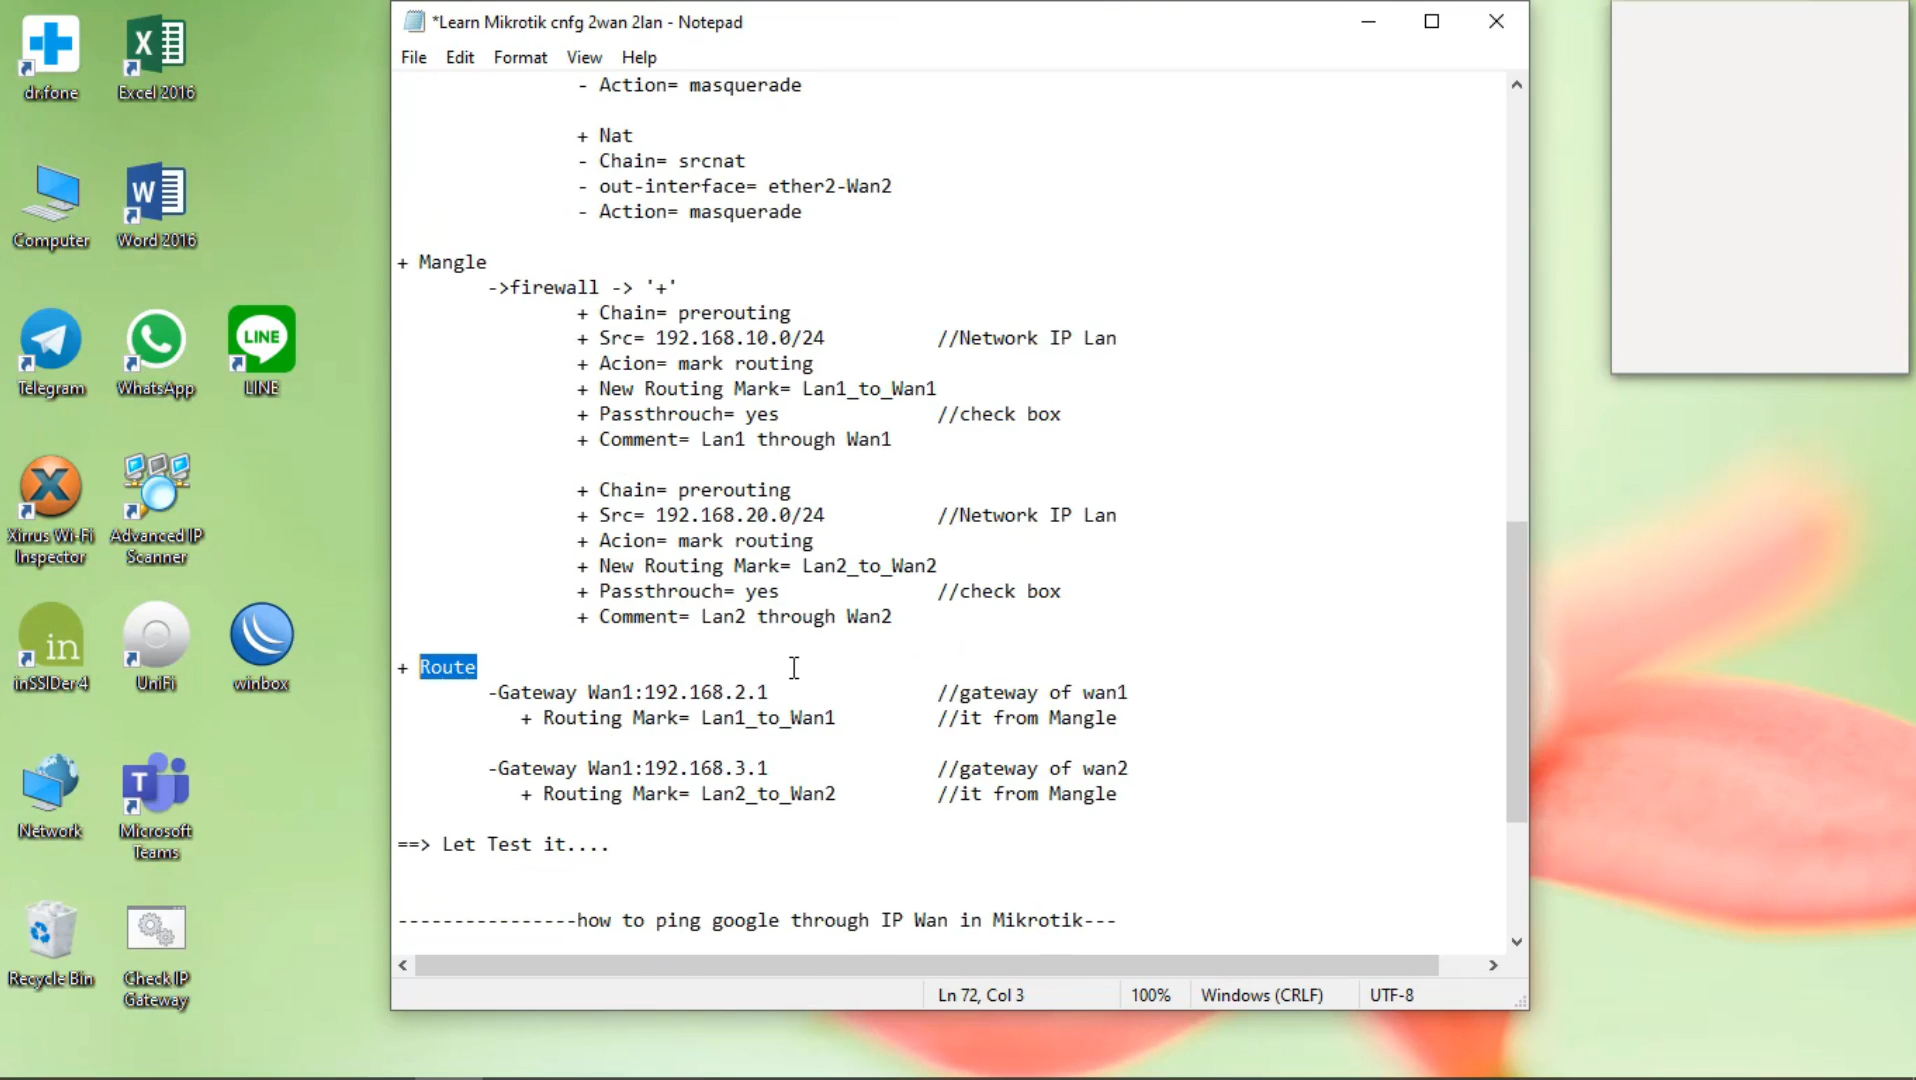 *Learn Mikrotik cnfg 2wan 2lan - Notepad
File Edit Format View Help
- Action= masquerade
+ Nat
- Chain= srcnat
- out-interface= ether2-Wan2
- Action= masquerade
+ Mangle
->firewall -> '+'
+ Chain= prerouting
+ Src= 192.168.10.0/24 //Network IP Lan
+ Acion= mark routing
+ New Routing Mark= Lan1_to_Wan1
+ Passthrouch= yes //check box
+ Comment= Lan1 through Wan1
+ Chain= prerouting
+ Src= 192.168.20.0/24 //Network IP Lan
+ Acion= mark routing
+ New Routing Mark= Lan2_to_Wan2
+ Passthrouch= yes //check box
+ Comment= Lan2 through Wan2
+ Route
-Gateway Wan1:192.168.2.1 //gateway of wan1
+ Routing Mark= Lan1_to_Wan1 //it from Mangle
-Gateway Wan1:192.168.3.1 //gateway of wan2
+ Routing Mark= Lan2_to_Wan2 //it from Mangle
==> Let Test it....
----------------how to ping google through IP Wan in Mikrotik---
Ln 72, Col 3 100% Windows (CRLF) UTF-8
dr.fone
Excel 2016
Computer
Word 2016
Telegram
WhatsApp
LINE
LINE
Xirrus Wi-Fi
Inspector
Advanced IP
Scanner
in
inSSIDer 4
UniFi
winbox
Network
T
Microsoft
Teams
Recycle Bin
Check IP
Gateway